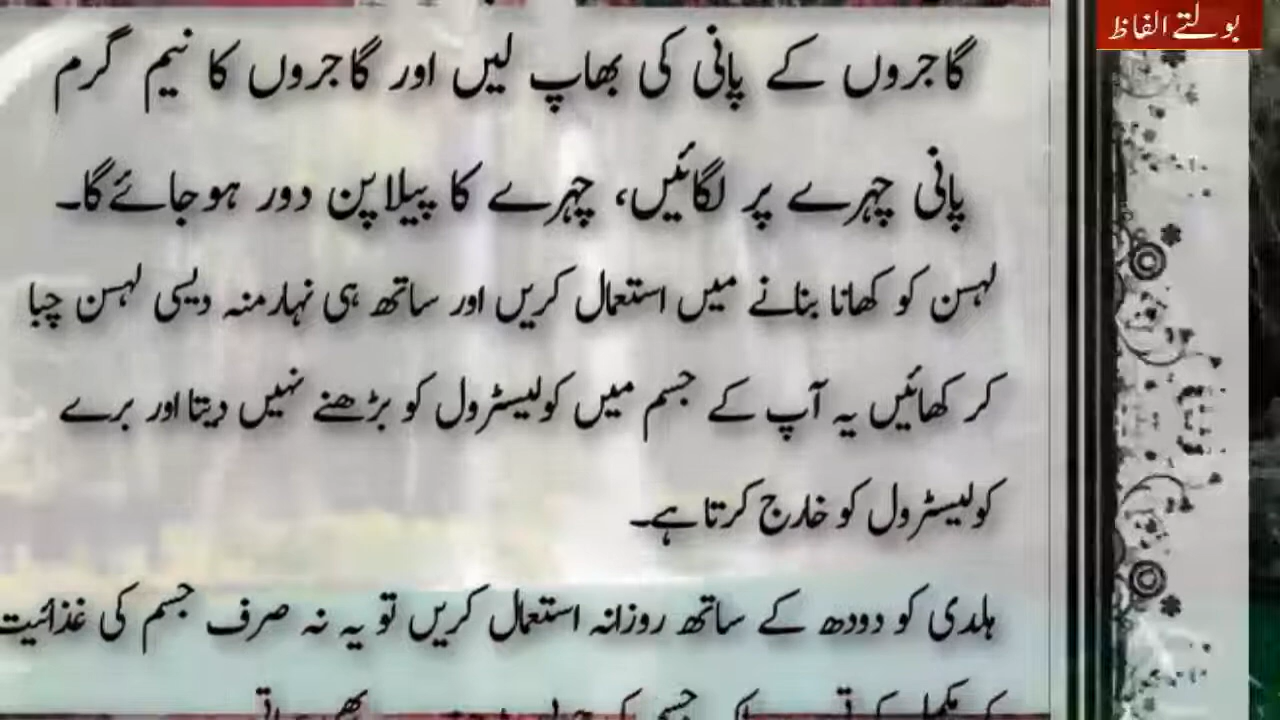 بولتے الفاظ
گاجروں کے پانی کی بھاپ لیں اور گاجروں کا نیم گرم
پانی چہرے پر لگائیں، چہرے کا پیلا پن دور ہو جائے گا۔
لہسن کو کھانا بنانے میں استعمال کریں اور ساتھ ہی نہار منہ دیسی لہسن چبا
کر کھائیں یہ آپ کے جسم میں کولیسٹرول کو بڑھنے نہیں دیتا اور برے
کولیسٹرول کو خارج کرتا ہے۔
ہلدی کو دودھ کے ساتھ روزانہ استعمال کریں تو یہ نہ صرف جسم کی غذائیت